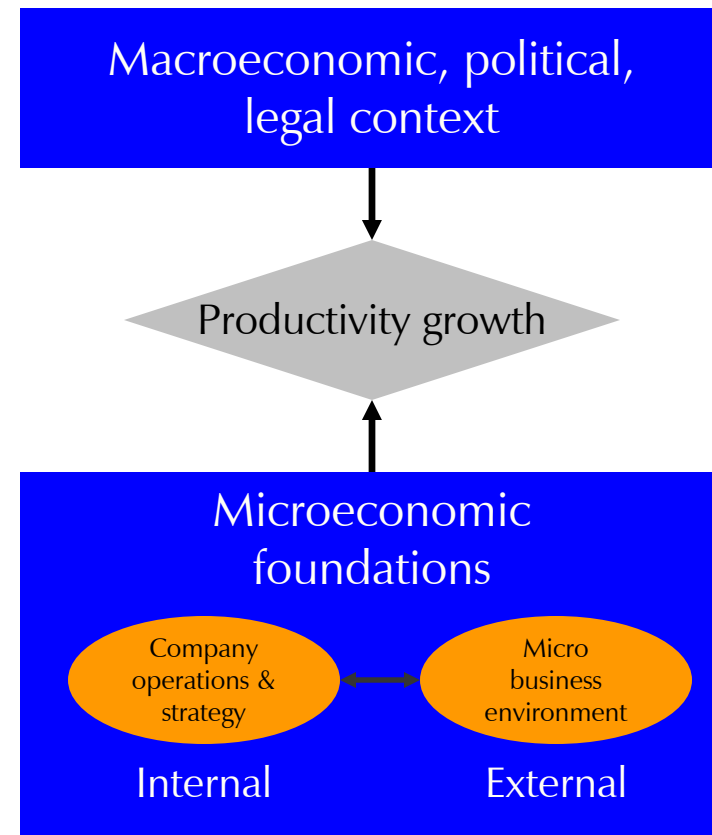 Macroeconomic, political,
legal context
Productivity growth
Microeconomic
foundations
Company
operations &
strategy
Micro
business
environment
Internal
External